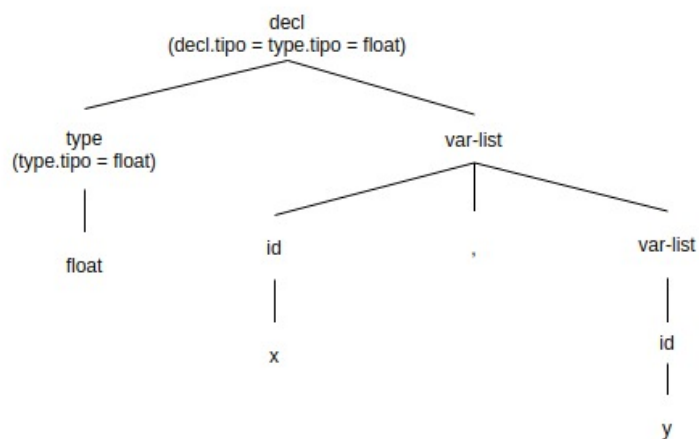 decl
(decl.tipo = type.tipo = float)
type
(type.tipo = float)
var-list
float
id
,
var-list
x
id
y